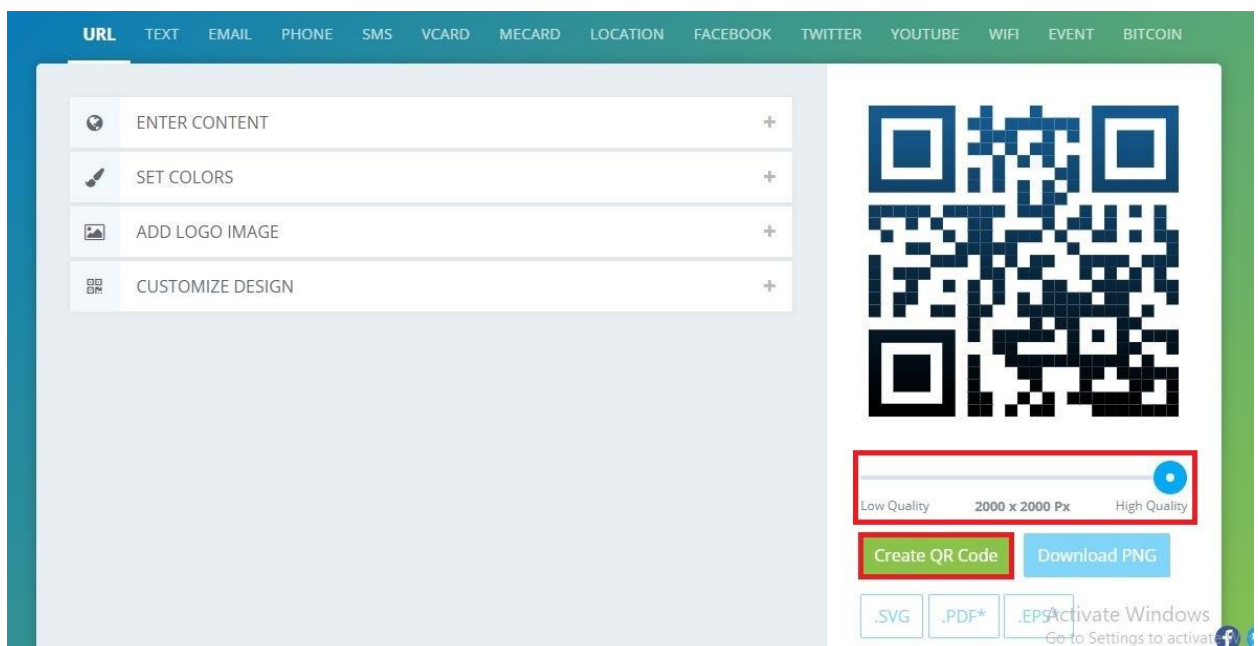 URL TEXT EMAIL PHONE SMS VCARD MECARD LOCATION FACEBOOK TWITTER YOUTUBE WIFI EVENT BITCOIN
ENTER CONTENT
SET COLORS
ADD LOGO IMAGE
CUSTOMIZE DESIGN
Low Quality 2000 x 2000 Px High Quality
Create QR Code Download PNG
.SVG .PDF* .EPS*
Activate Windows
Go to Settings to activate